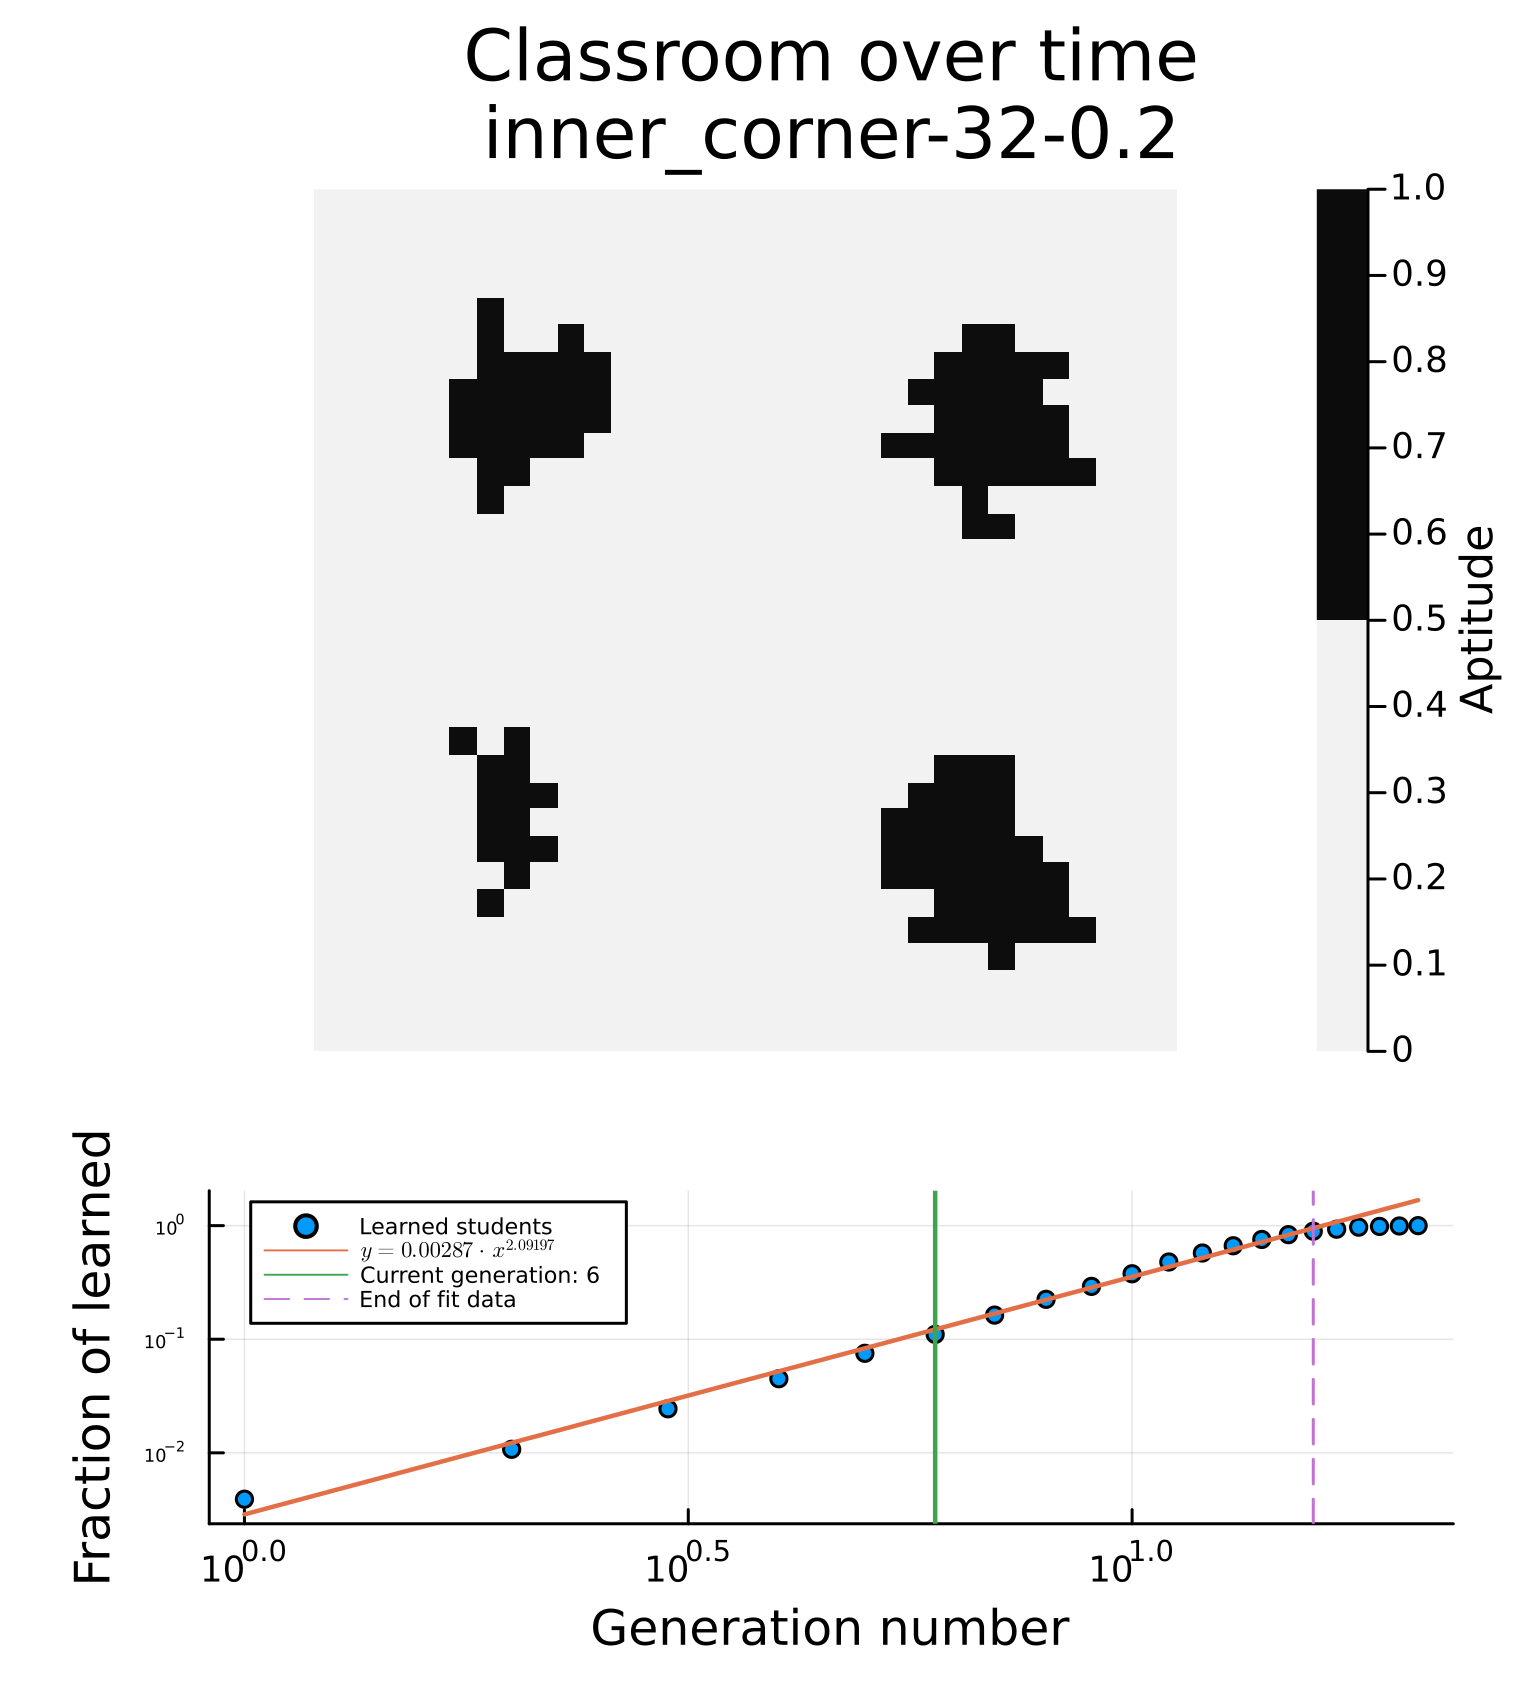 Classroom over time
inner_corner-32-0.2
1.0
0.9
0.8
0.7
0.6
0.5
0.4
0.3
0.2
0.1
0
Aptitude
Fraction of learned
10⁰
10⁻¹
10⁻²
Learned students
y = 0.00287 · x^{2.09197}
Current generation: 6
End of fit data
10^{0.0}
10^{0.5}
10^{1.0}
Generation number